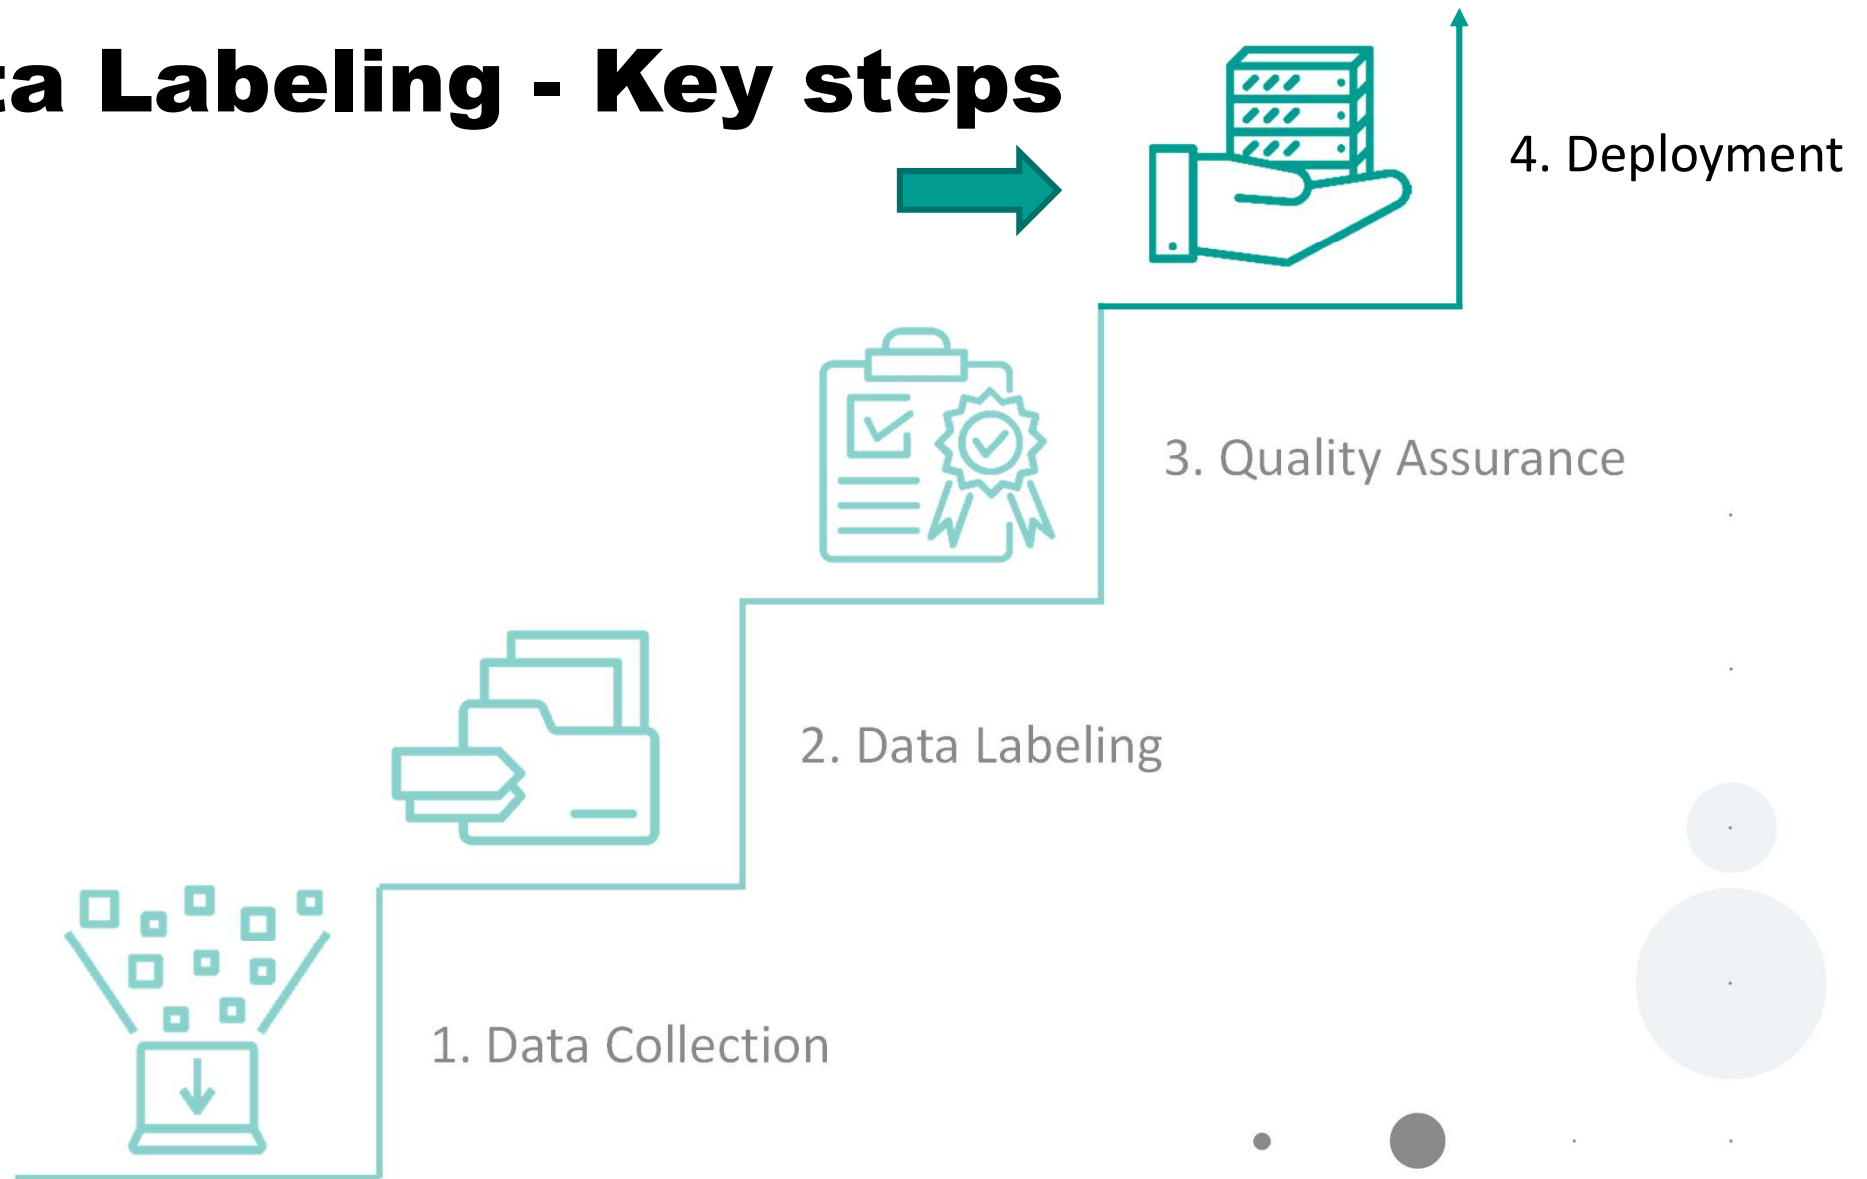 ta Labeling - Key steps
4. Deployment
3. Quality Assurance
2. Data Labeling
1. Data Collection